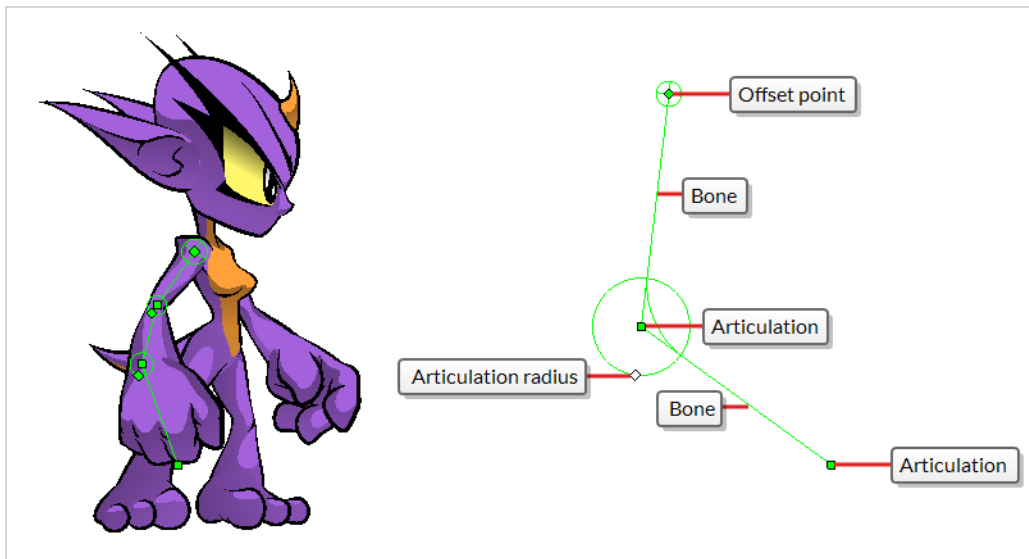 Offset point
Bone
Articulation
Articulation radius
Bone
Articulation